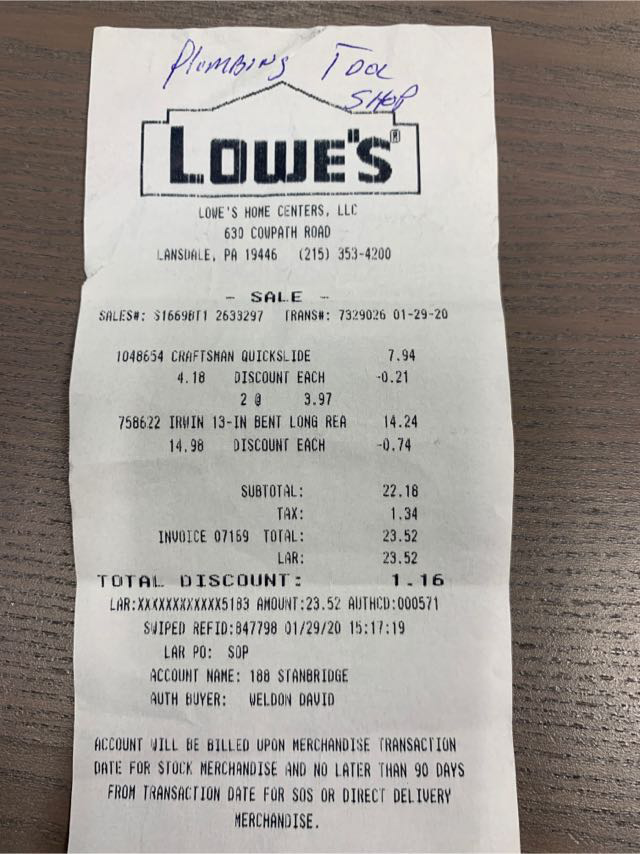 Plumbing Tool
Shop
LOWE'S®
LOWE'S HOME CENTERS, LLC
630 COWPATH ROAD
LANSDALE, PA 19446 (215) 353-4200
- SALE -
SALES#: S1669BT1 2633297 TRANS#: 7329026 01-29-20
1048654 CRAFTSMAN QUICKSLIDE 7.94
4.18 DISCOUNT EACH -0.21
2 @ 3.97
758622 IRWIN 13-IN BENT LONG REA 14.24
14.98 DISCOUNT EACH -0.74
SUBTOTAL: 22.18
TAX: 1.34
INVOICE 07169 TOTAL: 23.52
LAR: 23.52
TOTAL DISCOUNT: 1.16
LAR:XXXXXXXXXXXX5183 AMOUNT:23.52 AUTHCD:000571
SWIPED REFID:847798 01/29/20 15:17:19
LAR PO: SOP
ACCOUNT NAME: 188 STANBRIDGE
AUTH BUYER: WELDON DAVID
ACCOUNT WILL BE BILLED UPON MERCHANDISE TRANSACTION
DATE FOR STOCK MERCHANDISE AND NO LATER THAN 90 DAYS
FROM TRANSACTION DATE FOR SOS OR DIRECT DELIVERY
MERCHANDISE.